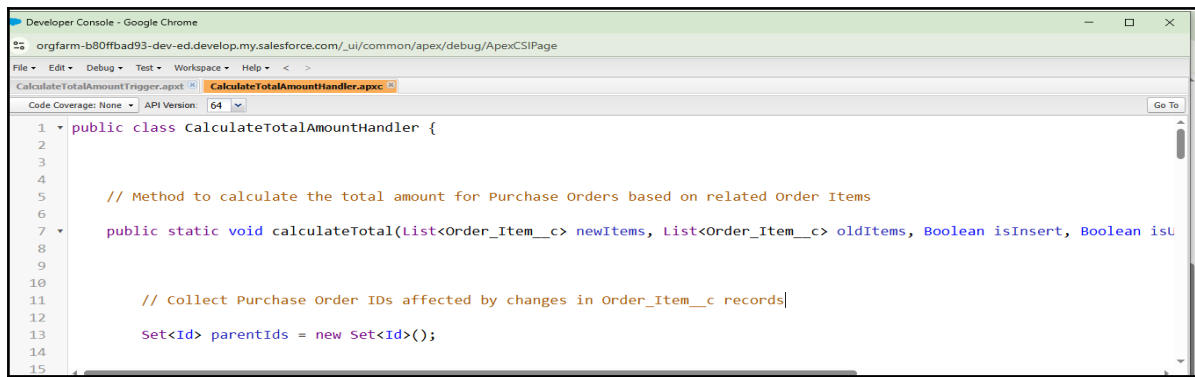 Developer Console - Google Chrome
orgfarm-b80ffbad93-dev-ed.develop.my.salesforce.com/_ui/common/apex/debug/ApexCSIPage
File Edit Debug Test Workspace Help < >
CalculateTotalAmountTrigger.apxt CalculateTotalAmountHandler.apxc
Code Coverage: None API Version: 64 Go To
1 public class CalculateTotalAmountHandler {
2
3
4
5 // Method to calculate the total amount for Purchase Orders based on related Order Items
6
7 public static void calculateTotal(List<Order_Item__c> newItems, List<Order_Item__c> oldItems, Boolean isInsert, Boolean isU
8
9
10
11 // Collect Purchase Order IDs affected by changes in Order_Item__c records
12
13 Set<Id> parentIds = new Set<Id>();
14
15